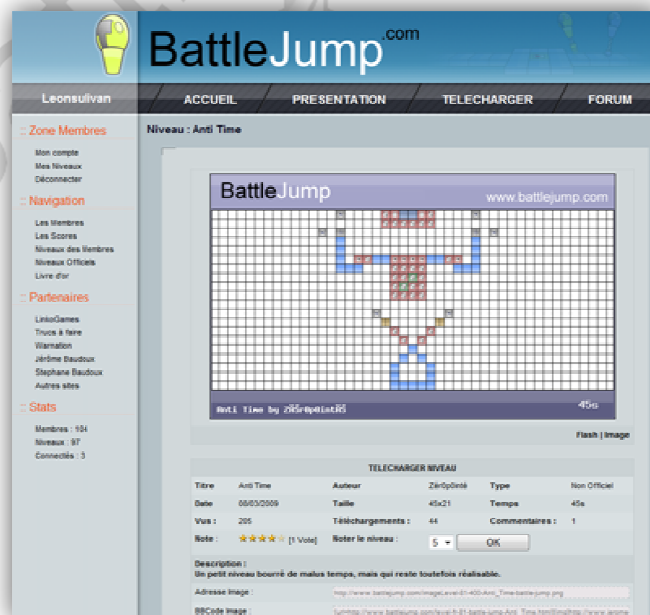 BattleJump.com
Leonsulivan
ACCUEIL PRESENTATION TELECHARGER FORUM
:: Zone Membres
Mon compte
Mes Niveaux
Déconnecter
:: Navigation
Les Membres
Les Scores
Niveaux des Membres
Niveaux Officiels
Livre d'or
:: Partenaires
LinkoGames
Trucs à faire
Warnation
Jérôme Baudoux
Stephane Baudoux
Autres sites
:: Stats
Membres : 104
Niveaux : 97
Connectés : 3
Niveau : Anti Time
BattleJump www.battlejump.com
Anti Time by 45s
Flash | Image
TELECHARGER NIVEAU
Titre Anti Time Auteur Zér0p0inté Type Non Officiel
Date 08/03/2009 Taille 45x21 Temps 45s
Vus : 205 Téléchargements : 44 Commentaires : 1
Note : [1 Vote] Noter le niveau : 5 OK
Description :
Un petit niveau bourré de malus temps, mais qui reste toutefois réalisable.
Adresse Image :
BBCode Image :